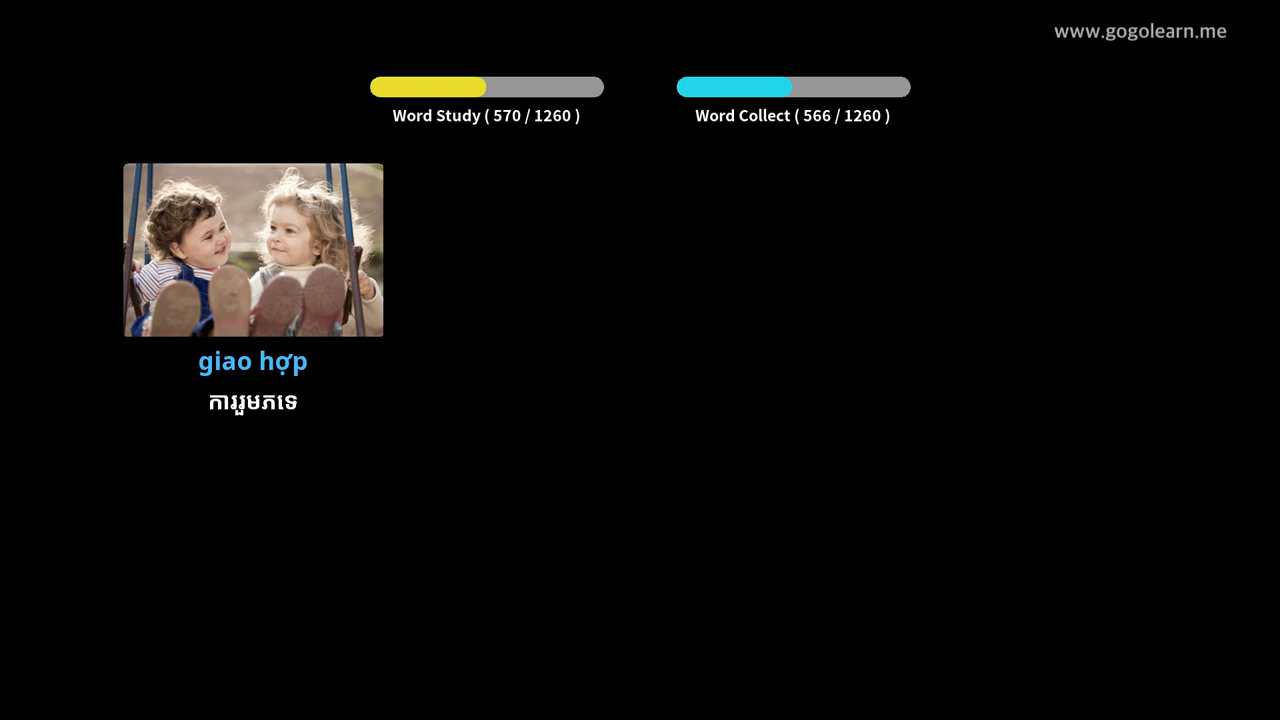 www.gogolearn.me
Word Study ( 570 / 1260 )
Word Collect ( 566 / 1260 )
giao hợp
ការរួមភេទ